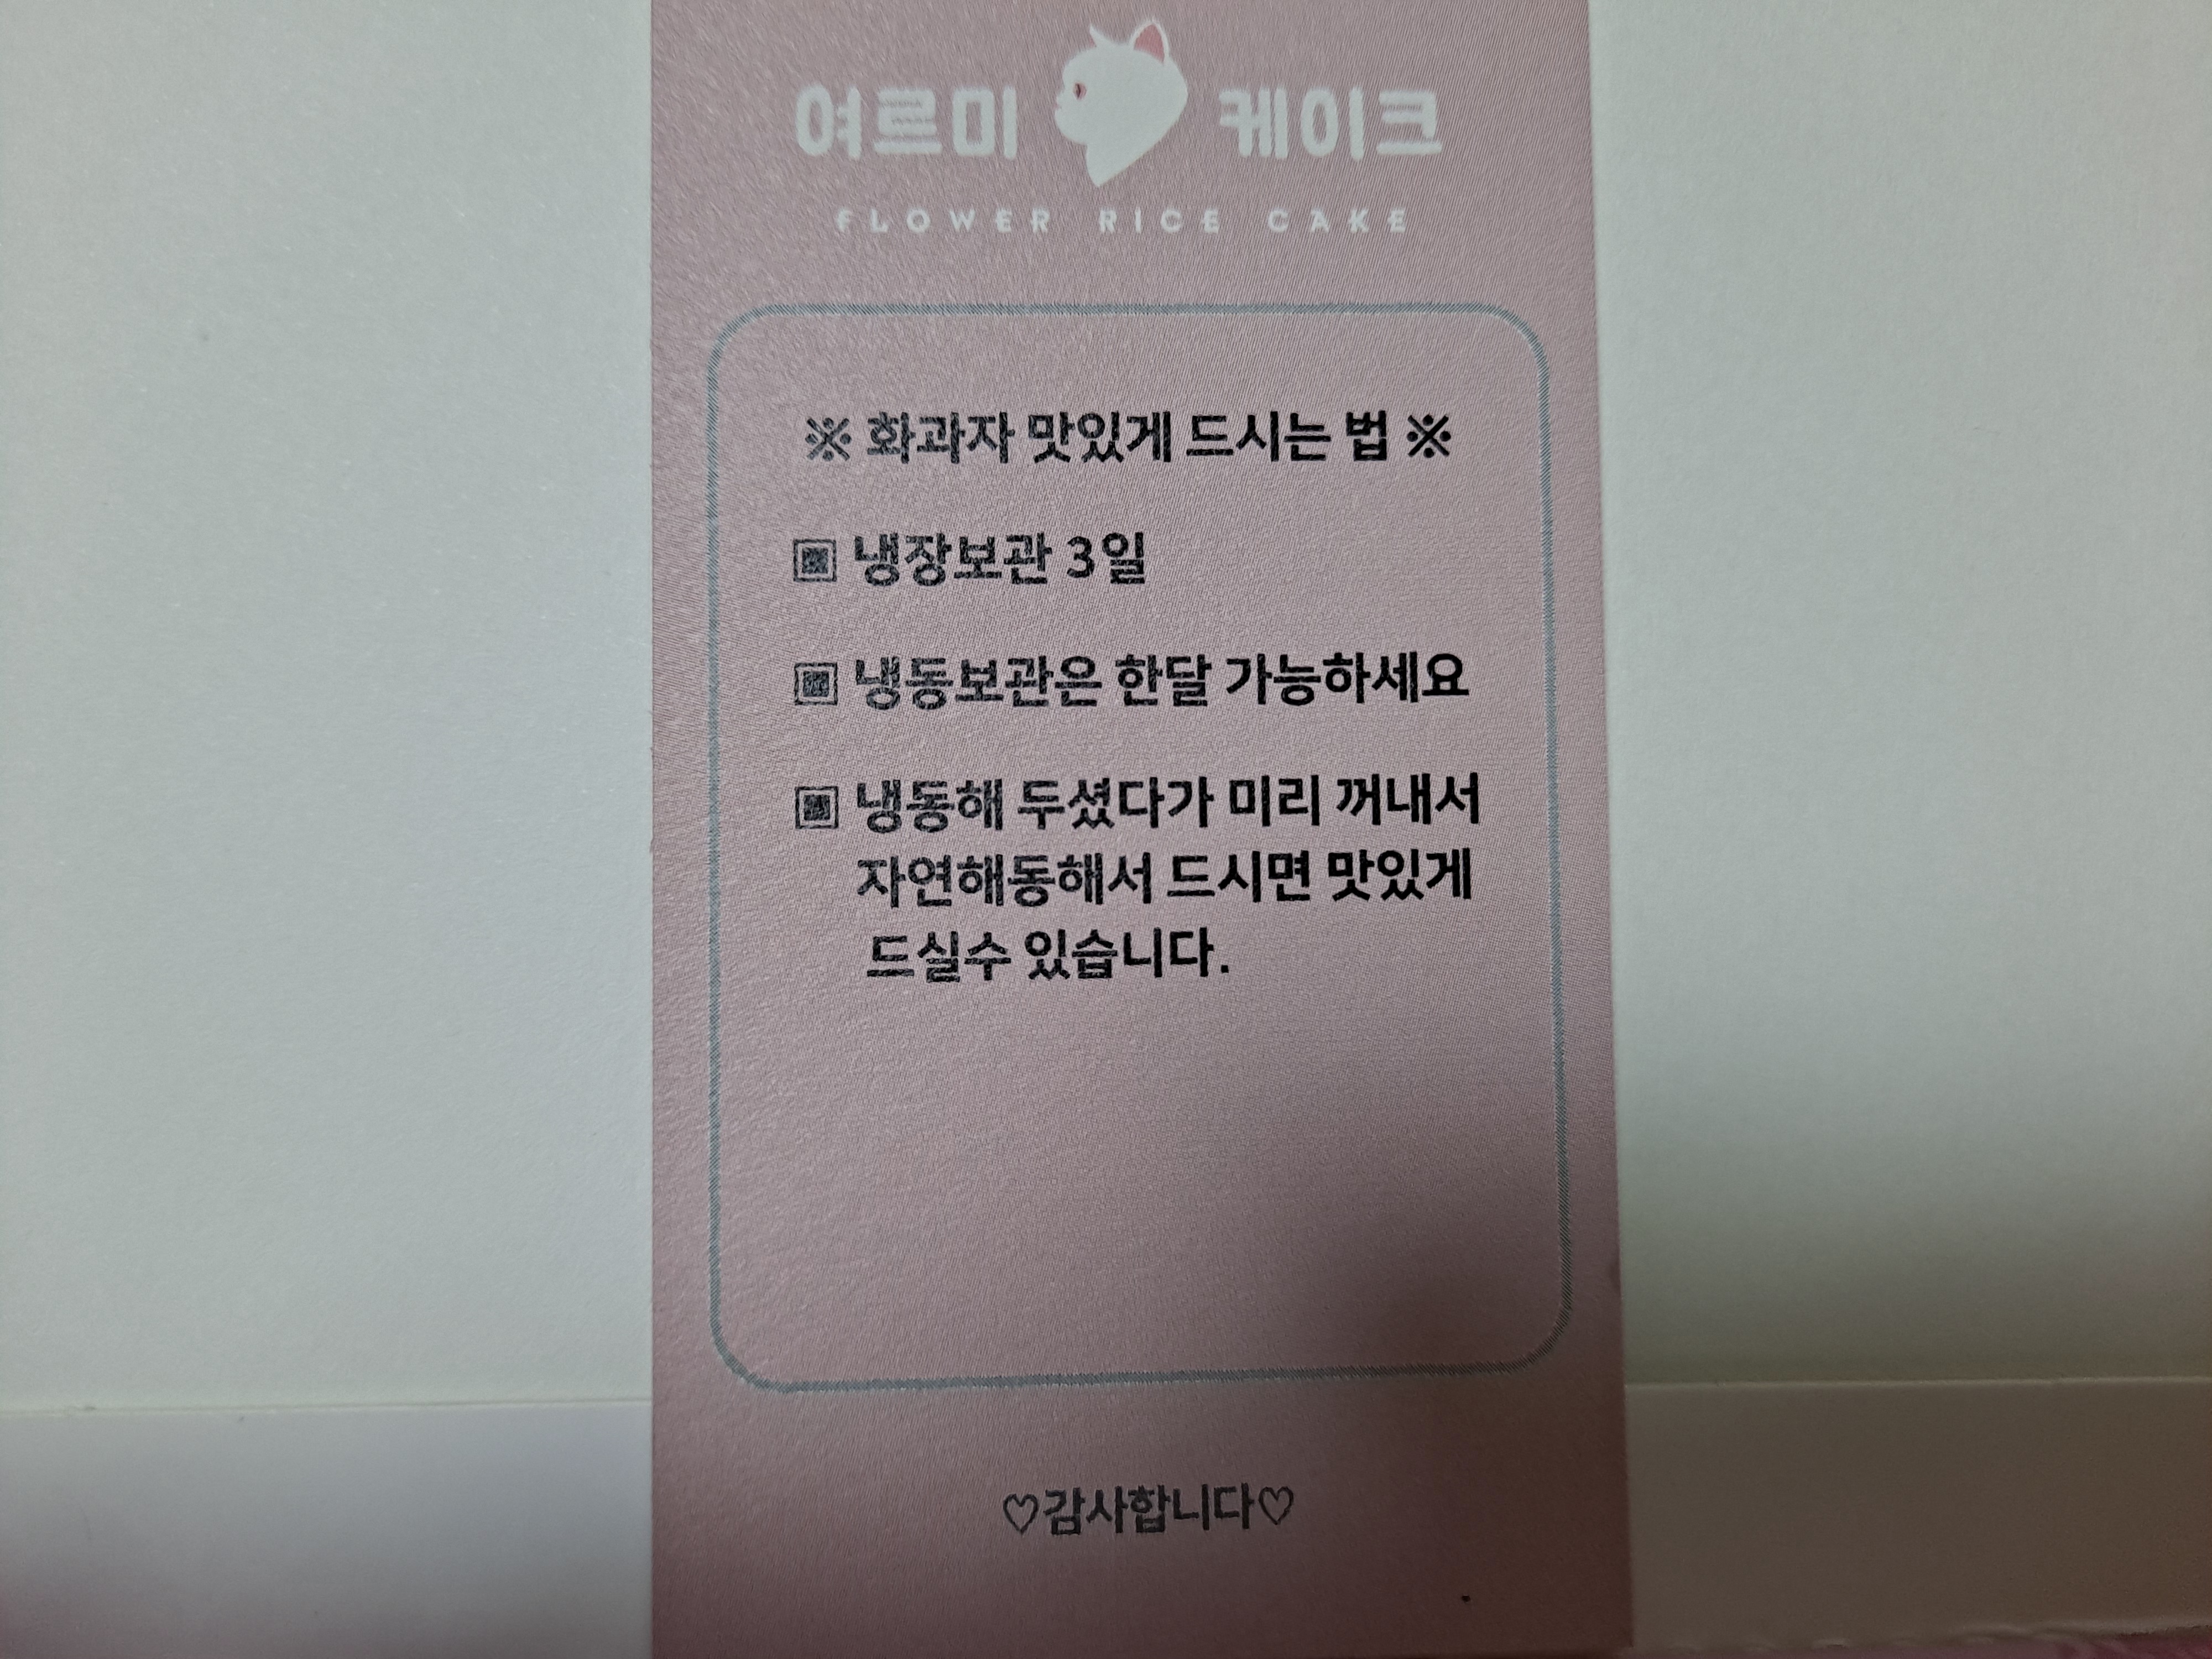 여르미 케이크
FLOWER RICE CAKE
※ 화과자 맛있게 드시는 법 ※
▣ 냉장보관 3일
▣ 냉동보관은 한달 가능하세요
▣ 냉동해 두셨다가 미리 꺼내서
자연해동해서 드시면 맛있게
드실수 있습니다.
♡감사합니다♡